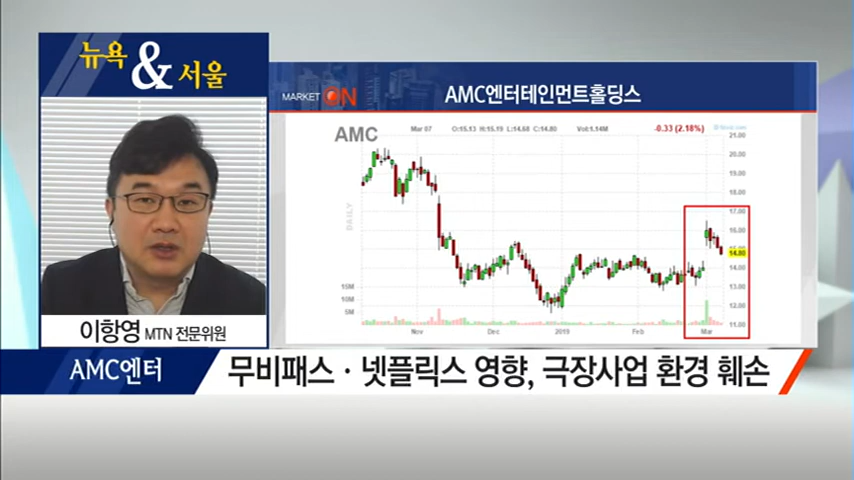 뉴욕 & 서울
MARKET ON
AMC엔터테인먼트홀딩스
AMC
Mar 07 O:15.13 H:15.19 L:14.68 C:14.80 Vol:1.14M -0.33 (2.18%)
DAILY
21.00
20.00
19.00
18.00
17.00
16.00
15.00
14.80
14.00
13.00
12.00
11.00
15M
10M
5M
Nov Dec 2019 Feb Mar
이항영 MTN 전문위원
AMC엔터
무비패스 · 넷플릭스 영향, 극장사업 환경 훼손